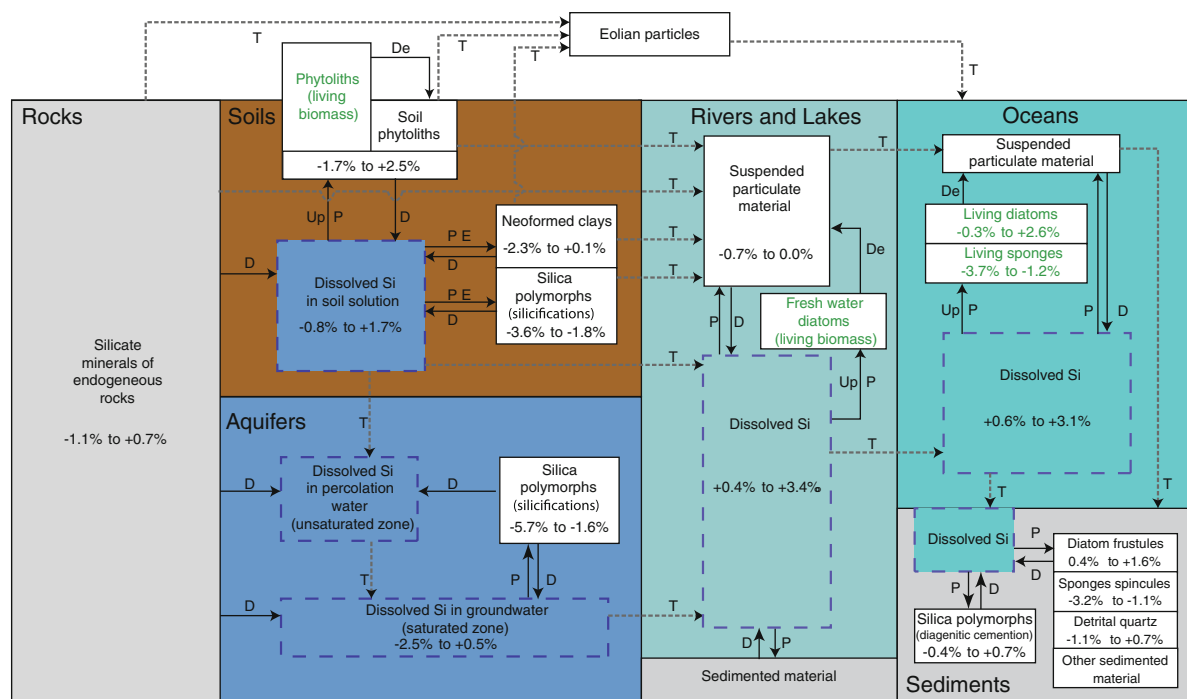 Eolian particles
T
T
T
T
De
Rocks
Soils
Phytoliths
(living
biomass)
Soil
phytoliths
-1.7% to +2.5%
Up P
D
T
T
T
T
T
D
Dissolved Si
in soil solution
-0.8% to +1.7%
P E
D
P E
D
Neoformed clays
-2.3% to +0.1%
Silica
polymorphs
(silicifications)
-3.6% to -1.8%
Silicate
minerals of
endogeneous
rocks
-1.1% to +0.7%
Aquifers
T
D
Dissolved Si
in percolation
water
(unsaturated zone)
D
Silica
polymorphs
(silicifications)
-5.7% to -1.6%
T
P
D
D
Dissolved Si in groundwater
(saturated zone)
-2.5% to +0.5%
T
Rivers and Lakes
Suspended
particulate
material
-0.7% to 0.0%
T
De
P
D
Fresh water
diatoms
(living biomass)
Up P
Dissolved Si
+0.4% to +3.4%
T
D
P
Sedimented material
Oceans
Suspended
particulate material
De
Living diatoms
-0.3% to +2.6%
Living sponges
-3.7% to -1.2%
Up P
P
D
Dissolved Si
+0.6% to +3.1%
T
T
Dissolved Si
P
D
P
D
Silica polymorphs
(diagenitic cemention)
-0.4% to +0.7%
Diatom frustules
0.4% to +1.6%
Sponges spincules
-3.2% to -1.1%
Detrital quartz
-1.1% to +0.7%
Other sedimented
material
Sediments